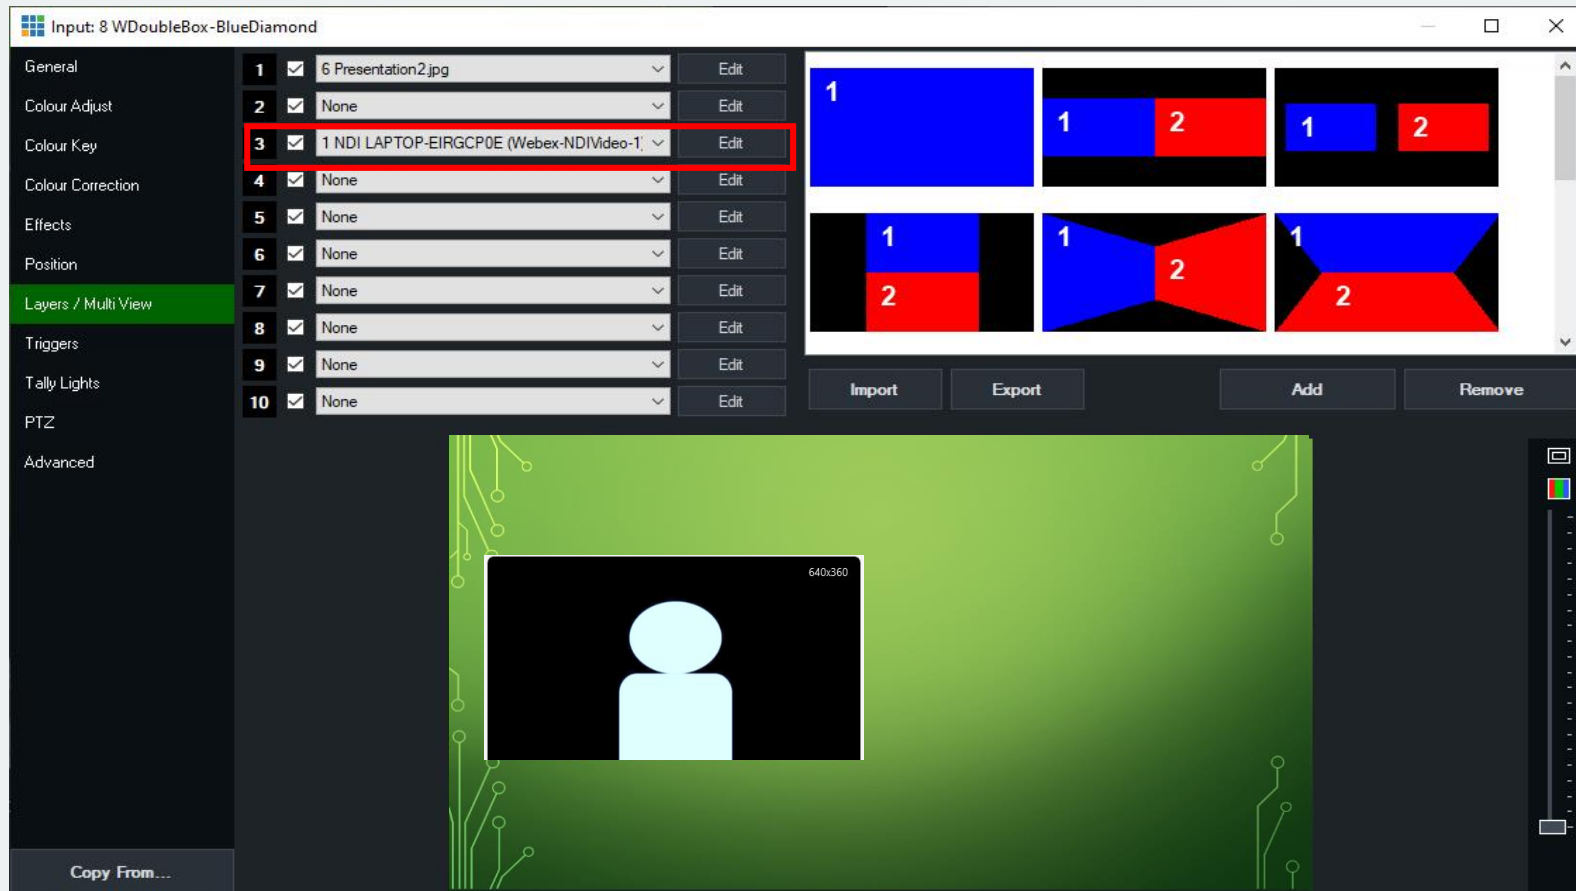 Input: 8 WDoubleBox-BlueDiamond
General
Colour Adjust
Colour Key
Colour Correction
Effects
Position
Layers / Multi View
Triggers
Tally Lights
PTZ
Advanced
Copy From...
1 6 Presentation2.jpg Edit
2 None Edit
3 1 NDI LAPTOP-EIRGCP0E (Webex-NDIVideo-1) Edit
4 None Edit
5 None Edit
6 None Edit
7 None Edit
8 None Edit
9 None Edit
10 None Edit
1
1 2
1 2
1
2
1
2
1
2
Import Export Add Remove
640x360